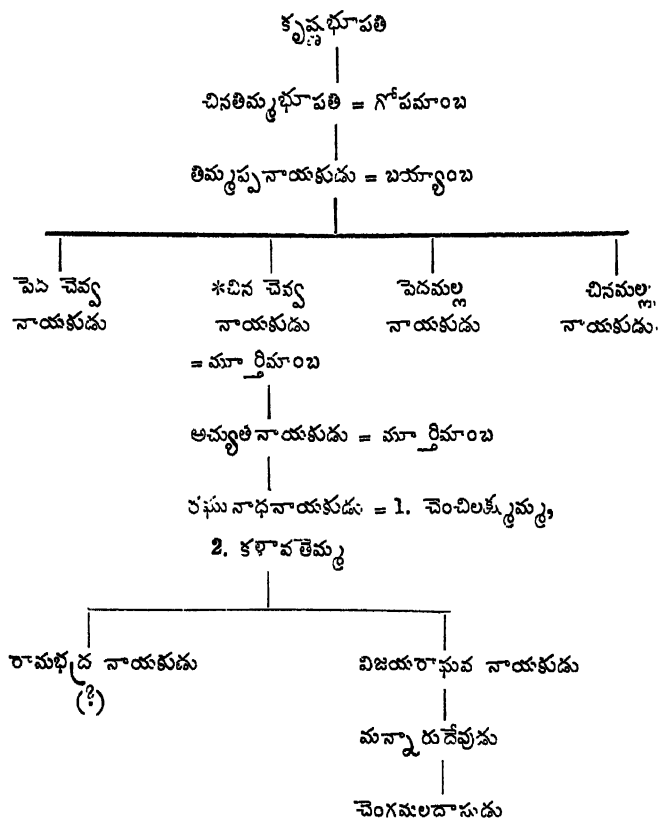 కృష్ణభూపతి
చినతిమ్మభూపతి = గోపమాంబ
తిమ్మప్పనాయకుడు = బయ్యాంబ
పెద చెవ్వ *చిన చెవ్వ పెదమల్ల చినమల్ల
నాయకుడు నాయకుడు నాయకుడు నాయకుడు.
= మూర్తిమాంబ
అచ్యుతనాయకుడు = మూర్తిమాంబ
రఘునాధనాయకుడు = 1. చెంచిలక్ష్మమ్మ,
2. కళావతెమ్మ
రామభద్ర నాయకుడు విజయరాఘవ నాయకుడు
(?)
మన్నారుదేవుడు
చెంగమలదాసుడు